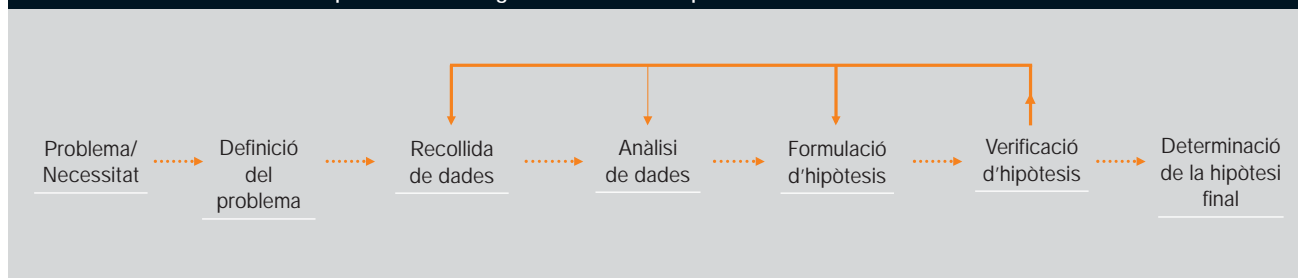 Problema/
Necessitat
Definició
del
problema
Recollida
de dades
Anàlisi
de dades
Formulació
d'hipòtesis
Verificació
d'hipòtesis
Determinació
de la hipòtesi
final